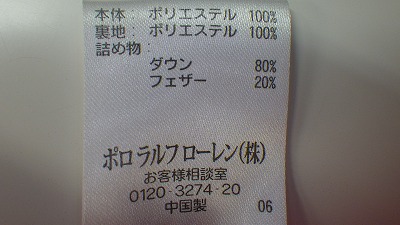 本体: ポリエステル 100%
裏地: ポリエステル 100%
詰め物:
ダウン 80%
フェザー 20%
ポロ ラルフ ローレン(株)
お客様相談室
0120-3274-20
中国製 06